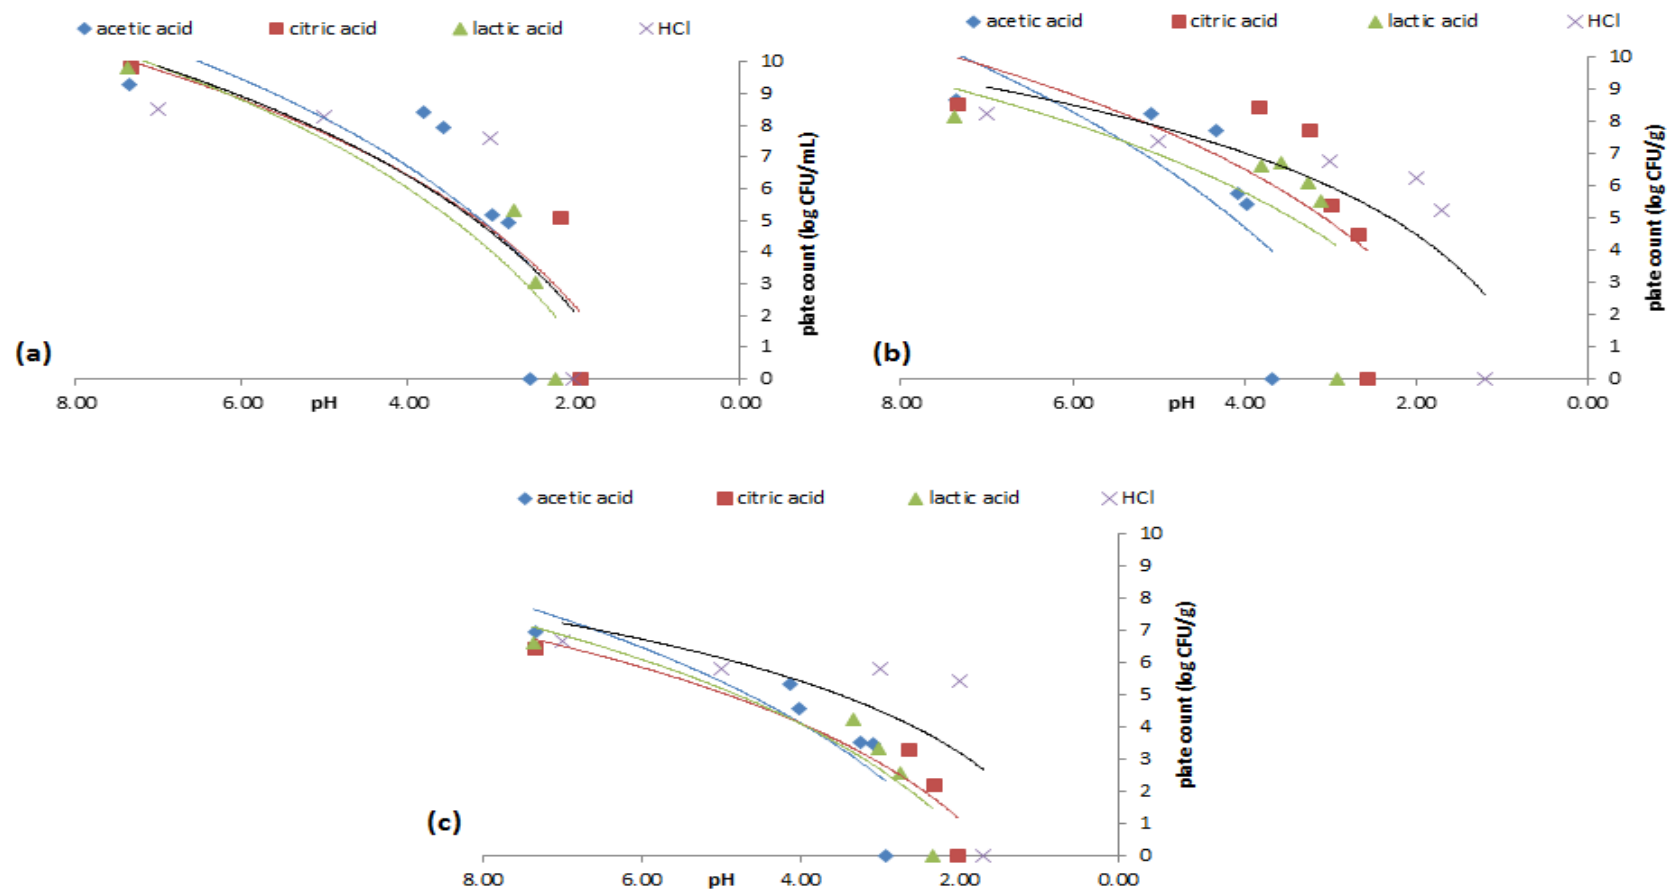 acetic acid citric acid lactic acid HCl
10
9
8
7
6
5
4
3
2
1
0
plate count (log CFU/mL)
(a)
8.00 6.00 pH 4.00 2.00 0.00
acetic acid citric acid lactic acid HCl
10
9
8
7
6
5
4
3
2
1
0
plate count (log CFU/g)
(b)
8.00 6.00 pH 4.00 2.00 0.00
acetic acid citric acid lactic acid HCl
10
9
8
7
6
5
4
3
2
1
0
plate count (log CFU/g)
(c)
8.00 6.00 pH 4.00 2.00 0.00